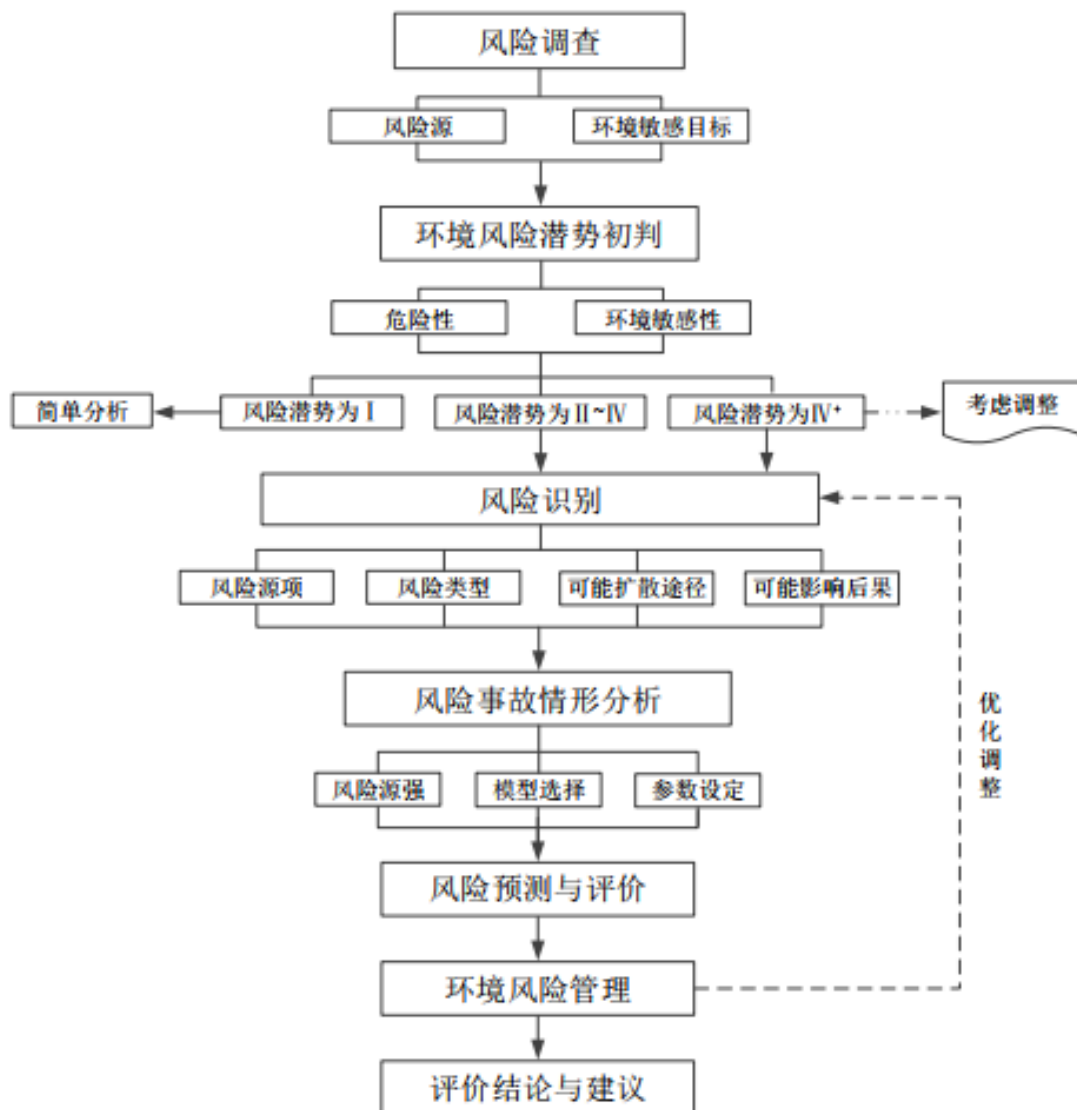 风险调查
风险源
环境敏感目标
环境风险潜势初判
危险性
环境敏感性
简单分析
风险潜势为Ⅰ
风险潜势为Ⅱ~Ⅳ
风险潜势为Ⅳ⁺
考虑调整
风险识别
风险源项
风险类型
可能扩散途径
可能影响后果
风险事故情形分析
优化调整
风险源强
模型选择
参数设定
风险预测与评价
环境风险管理
评价结论与建议